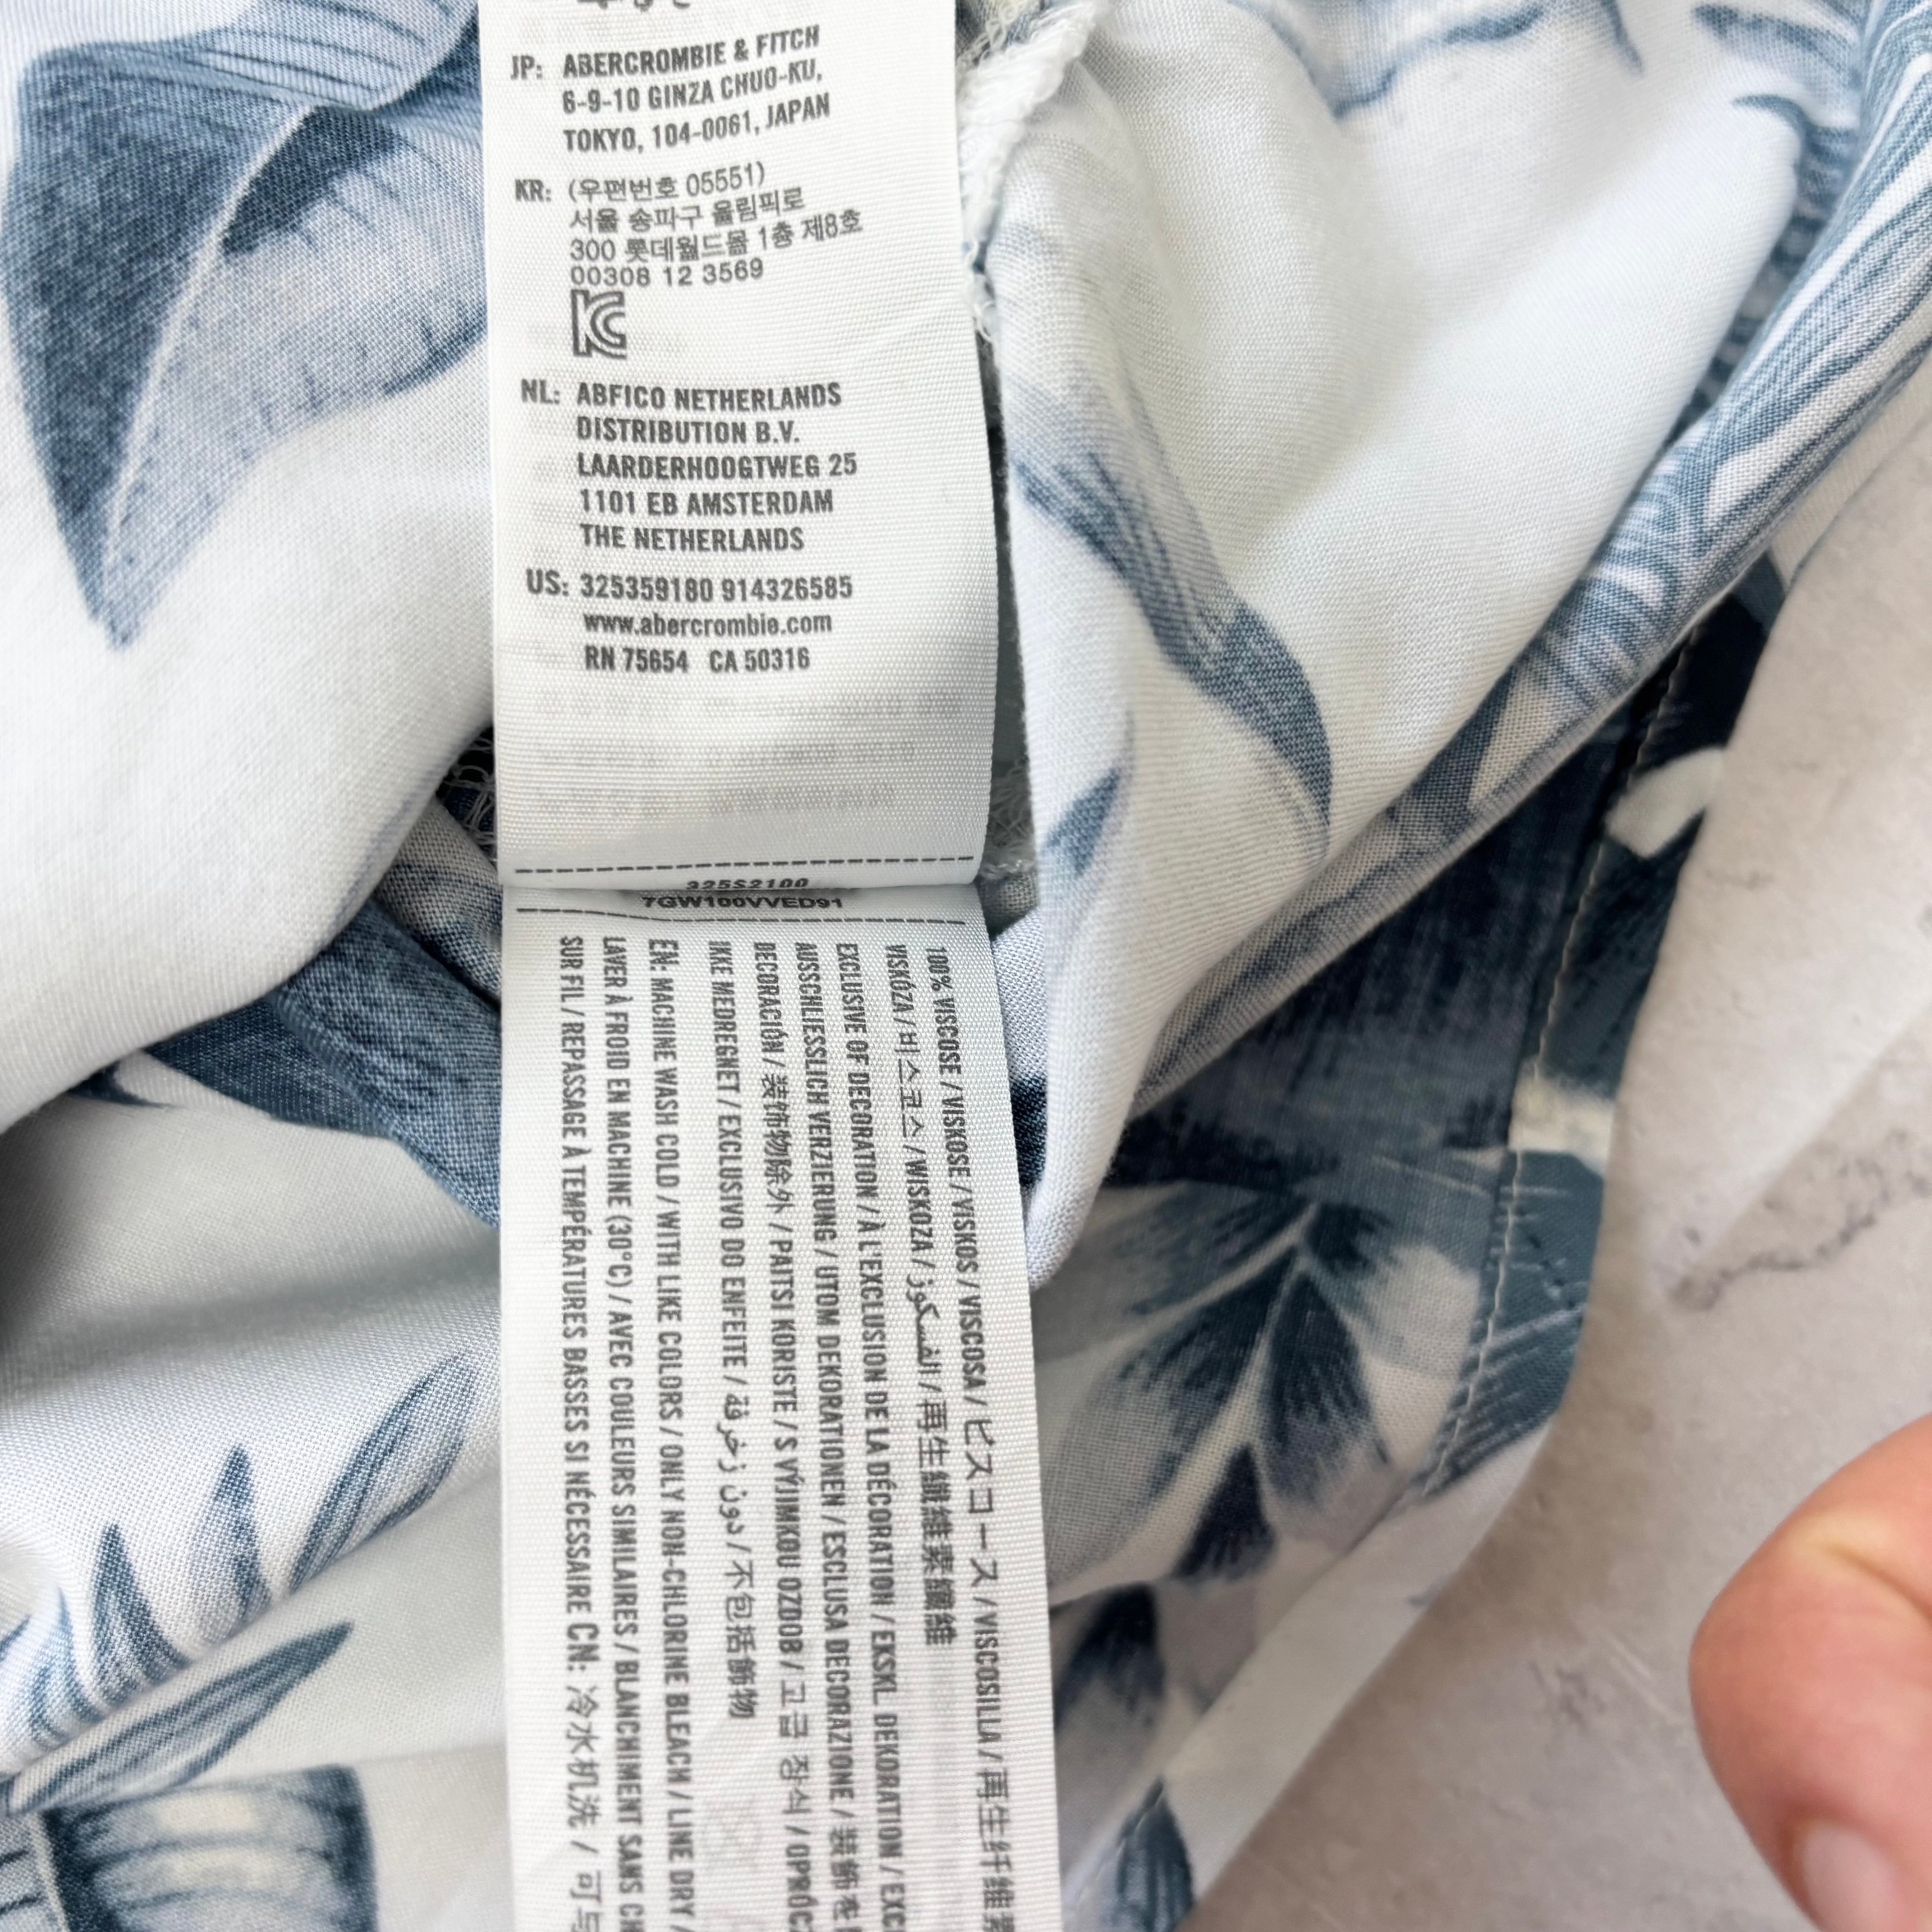 JP: ABERCROMBIE & FITCH
6-9-10 GINZA CHUO-KU,
TOKYO, 104-0061, JAPAN
KR: (우편번호 05551)
서울 송파구 올림픽로
300 롯데월드몰 1층 제8호
00308 12 3569
KC
NL: ABFICO NETHERLANDS
DISTRIBUTION B.V.
LAARDERHOOGTWEG 25
1101 EB AMSTERDAM
THE NETHERLANDS
US: 325359180 914326585
www.abercrombie.com
RN 75654 CA 50316
325S2100
7GW100VVED91
100% VISCOSE / VISKOSE / VISKOS / VISCOSA / ビスコース / VISCOSILLA / 再生纤维素
VISKÓZA / 비스코스 / WISKOZA / الفسكوز / 再生纖維素纖維
EXCLUSIVE OF DECORATION / À L'EXCLUSION DE LA DÉCORATION / EKSKL. DEKORATION / EXC
AUSSCHLIESSLICH VERZIERUNG / UTOM DEKORATIONEN / ESCLUSA DECORAZIONE / 装飾を
DECORACIÓN / 装饰物除外 / PAITSI KORISTE / S VÝJIMKOU OZDOB / 고급 장식 / OPRÓC
IKKE MEDREGNET / EXCLUSIVO DO ENFEITE / دون زخرفة / 不包括飾物
EN: MACHINE WASH COLD / WITH LIKE COLORS / ONLY NON-CHLORINE BLEACH / LINE DRY /
LAVER À FROID EN MACHINE (30°C) / AVEC COULEURS SIMILAIRES / BLANCHIMENT SANS CH
SUR FIL / REPASSAGE À TEMPÉRATURES BASSES SI NÉCESSAIRE CN: 冷水机洗 / 可与